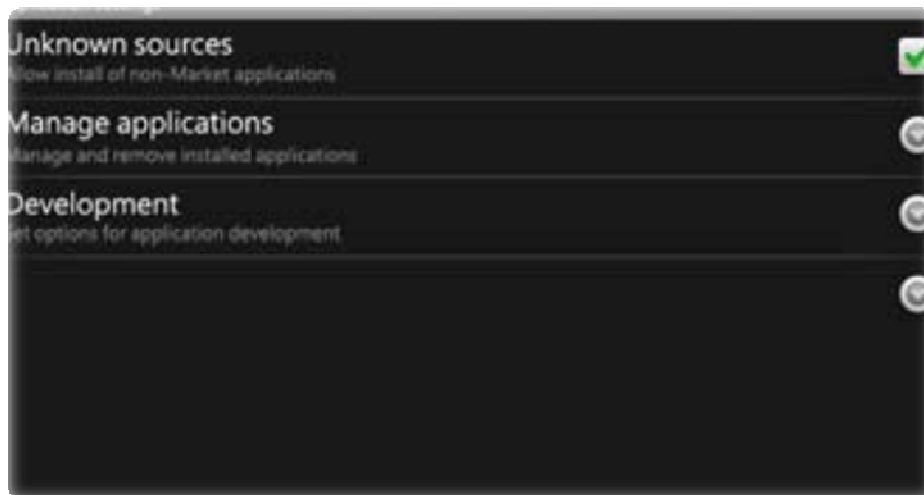 Unknown sources
Allow install of non-Market applications
Manage applications
Manage and remove installed applications
Development
Set options for application development